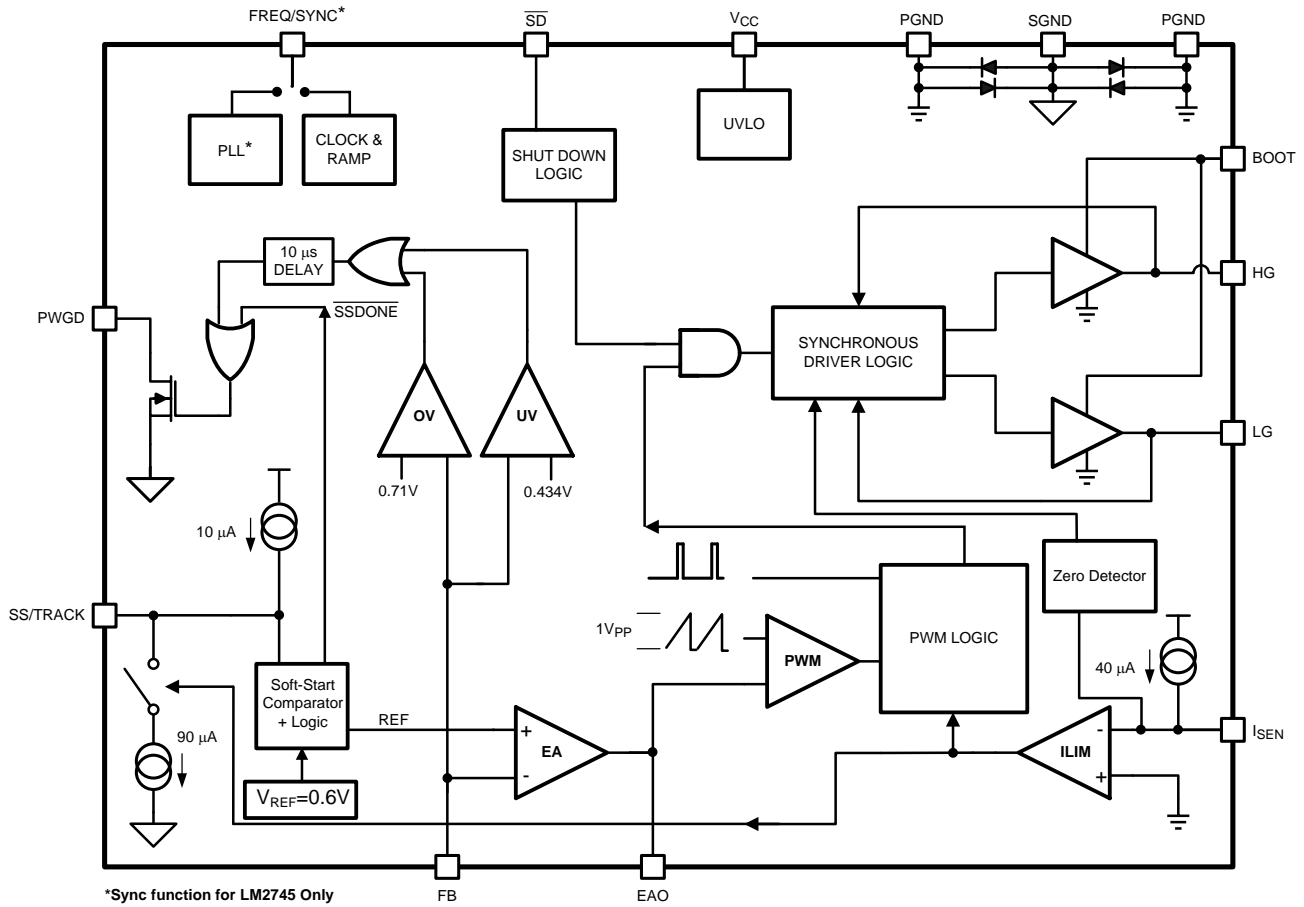 FREQ/SYNC*
SD
VCC
PGND
SGND
PGND
PLL*
CLOCK &
RAMP
SHUT DOWN
LOGIC
UVLO
BOOT
10 μs
DELAY
SSDONE
PWGD
HG
SYNCHRONOUS
DRIVER LOGIC
OV
UV
LG
0.71V
0.434V
10 μA
Zero Detector
SS/TRACK
1VPP
PWM
PWM LOGIC
40 μA
Soft-Start
Comparator
+ Logic
REF
90 μA
+
EA
-
-
ILIM
+
ISEN
VREF=0.6V
*Sync function for LM2745 Only
FB
EAO